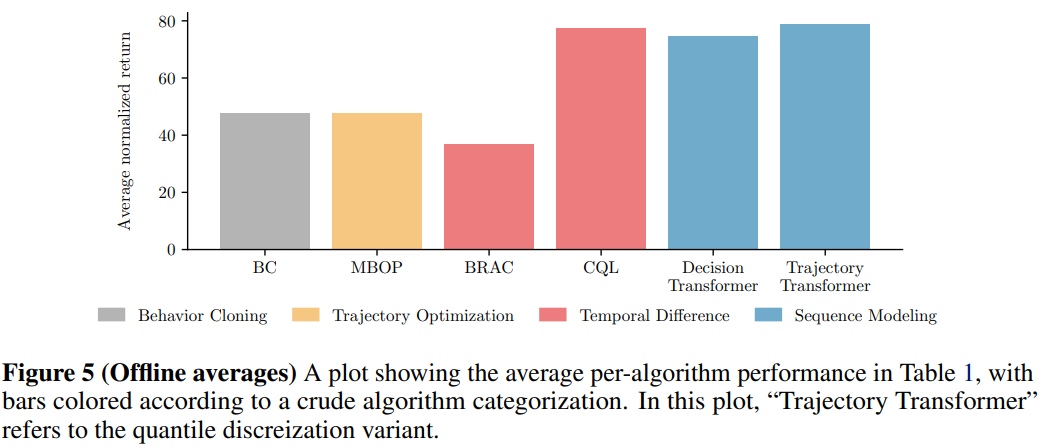 80
60
40
20
0
Average normalized return
BC
MBOP
BRAC
CQL
Decision
Transformer
Trajectory
Transformer
Behavior Cloning
Trajectory Optimization
Temporal Difference
Sequence Modeling
Figure 5 (Offline averages) A plot showing the average per-algorithm performance in Table 1, with
bars colored according to a crude algorithm categorization. In this plot, “Trajectory Transformer”
refers to the quantile discreization variant.